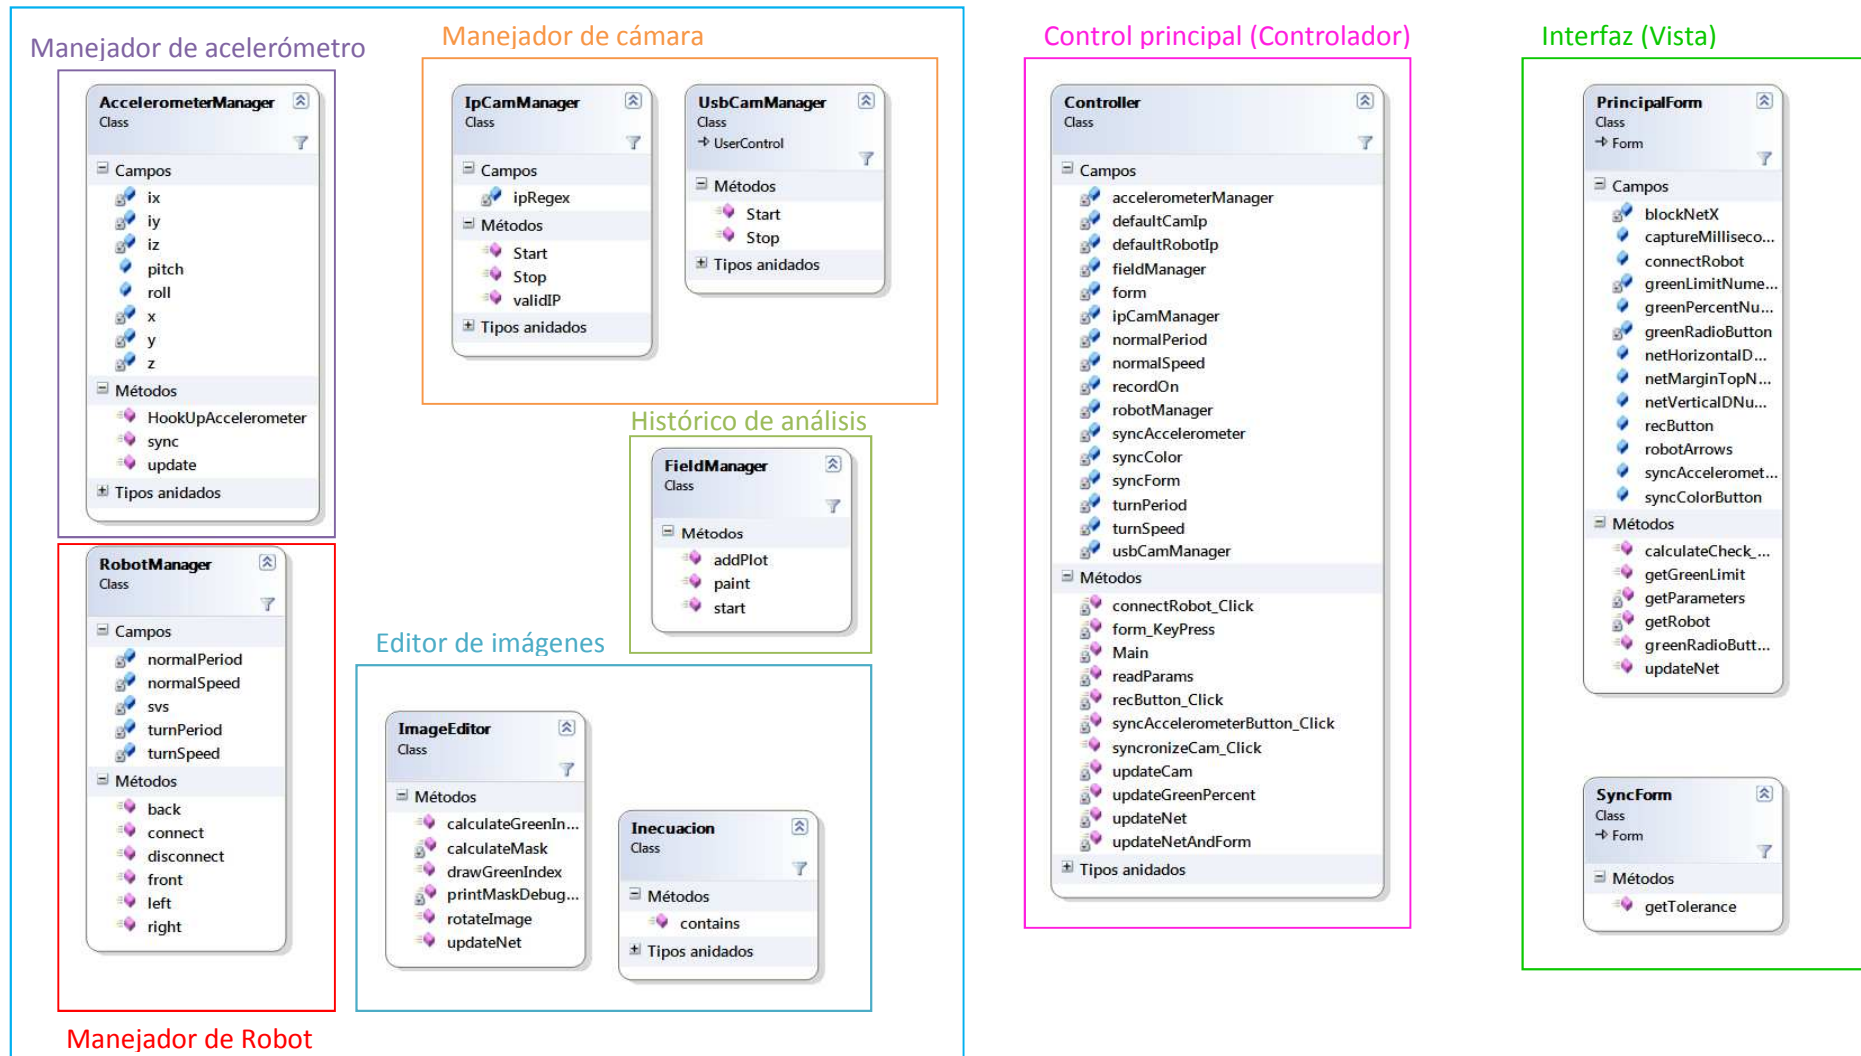 Manejador de acelerómetro
AccelerometerManager
Class
Campos
ix
iy
iz
pitch
roll
x
y
z
Métodos
HookUpAccelerometer
sync
update
Tipos anidados
RobotManager
Class
Campos
normalPeriod
normalSpeed
svs
turnPeriod
turnSpeed
Métodos
back
connect
disconnect
front
left
right
Manejador de Robot
Manejador de cámara
IpCamManager
Class
Campos
ipRegex
Métodos
Start
Stop
validIP
Tipos anidados
UsbCamManager
Class
UserControl
Métodos
Start
Stop
Tipos anidados
Histórico de análisis
FieldManager
Class
Métodos
addPlot
paint
start
Editor de imágenes
ImageEditor
Class
Métodos
calculateGreenIn...
calculateMask
drawGreenIndex
printMaskDebug...
rotateImage
updateNet
Inecuacion
Class
Métodos
contains
Tipos anidados
Control principal (Controlador)
Controller
Class
Campos
accelerometerManager
defaultCamIp
defaultRobotIp
fieldManager
form
ipCamManager
normalPeriod
normalSpeed
recordOn
robotManager
syncAccelerometer
syncColor
syncForm
turnPeriod
turnSpeed
usbCamManager
Métodos
connectRobot_Click
form_KeyPress
Main
readParams
recButton_Click
syncAccelerometerButton_Click
syncronizeCam_Click
updateCam
updateGreenPercent
updateNet
updateNetAndForm
Tipos anidados
Interfaz (Vista)
PrincipalForm
Class
Form
Campos
blockNetX
captureMilliseco...
connectRobot
greenLimitNume...
greenPercentNu...
greenRadioButton
netHorizontalD...
netMarginTopN...
netVerticalDNu...
recButton
robotArrows
syncAcceleromet...
syncColorButton
Métodos
calculateCheck_...
getGreenLimit
getParameters
getRobot
greenRadioButt...
updateNet
SyncForm
Class
Form
Métodos
getTolerance